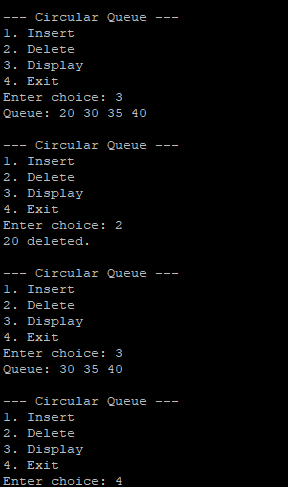 --- Circular Queue ---
1. Insert
2. Delete
3. Display
4. Exit
Enter choice: 3
Queue: 20 30 35 40
--- Circular Queue ---
1. Insert
2. Delete
3. Display
4. Exit
Enter choice: 2
20 deleted.
--- Circular Queue ---
1. Insert
2. Delete
3. Display
4. Exit
Enter choice: 3
Queue: 30 35 40
--- Circular Queue ---
1. Insert
2. Delete
3. Display
4. Exit
Enter choice: 4